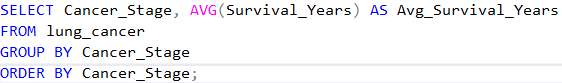 SELECT Cancer_Stage, AVG(Survival_Years) AS Avg_Survival_Years
FROM lung_cancer
GROUP BY Cancer_Stage
ORDER BY Cancer_Stage;